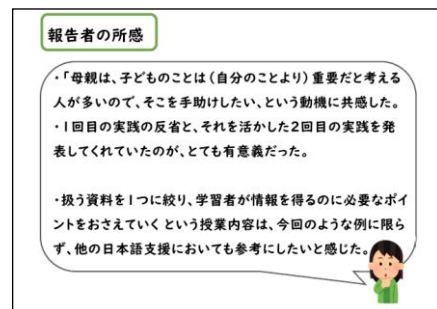 報告者の所感
・「母親は、子どものことは(自分のことより)重要だと考える
人が多いので、そこを手助けしたい、という動機に共感した。
・1回目の実践の反省と、それを活かした2回目の実践を発
表してくれていたのが、とても有意義だった。
・扱う資料を1つに絞り、学習者が情報を得るのに必要なポイ
ントをおさえていく という授業内容は、今回のような例に限ら
ず、他の日本語支援においても参考にしたいと感じた。